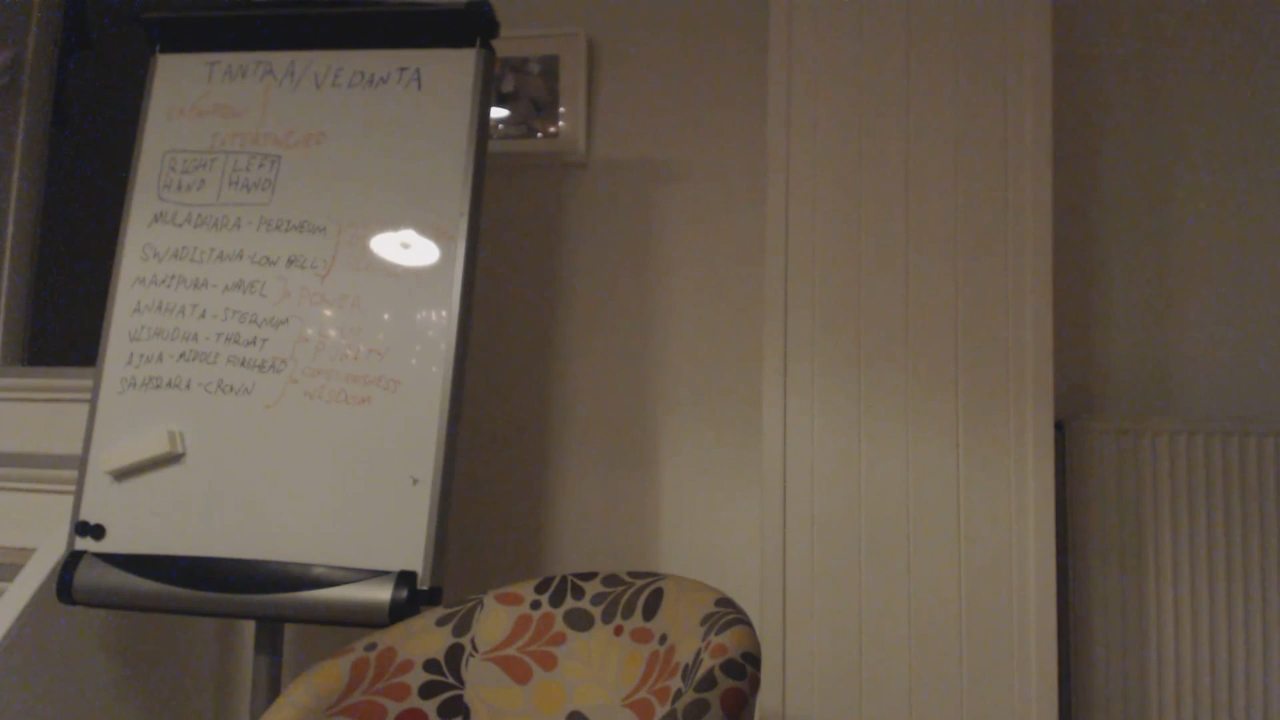 TANTRA/VEDANTA
INTERTWINED
RIGHT HAND
LEFT HAND
MULADHARA-PERINEUM
SWADISTANA-LOW BELLY
MANIPURA-NAVEL
POWER
ANAHATA-STERNUM
VISHUDHA-THROAT
PURITY
AJNA-MIDDLE FOREHEAD
SAHSRARA-CROWN
WISDOM